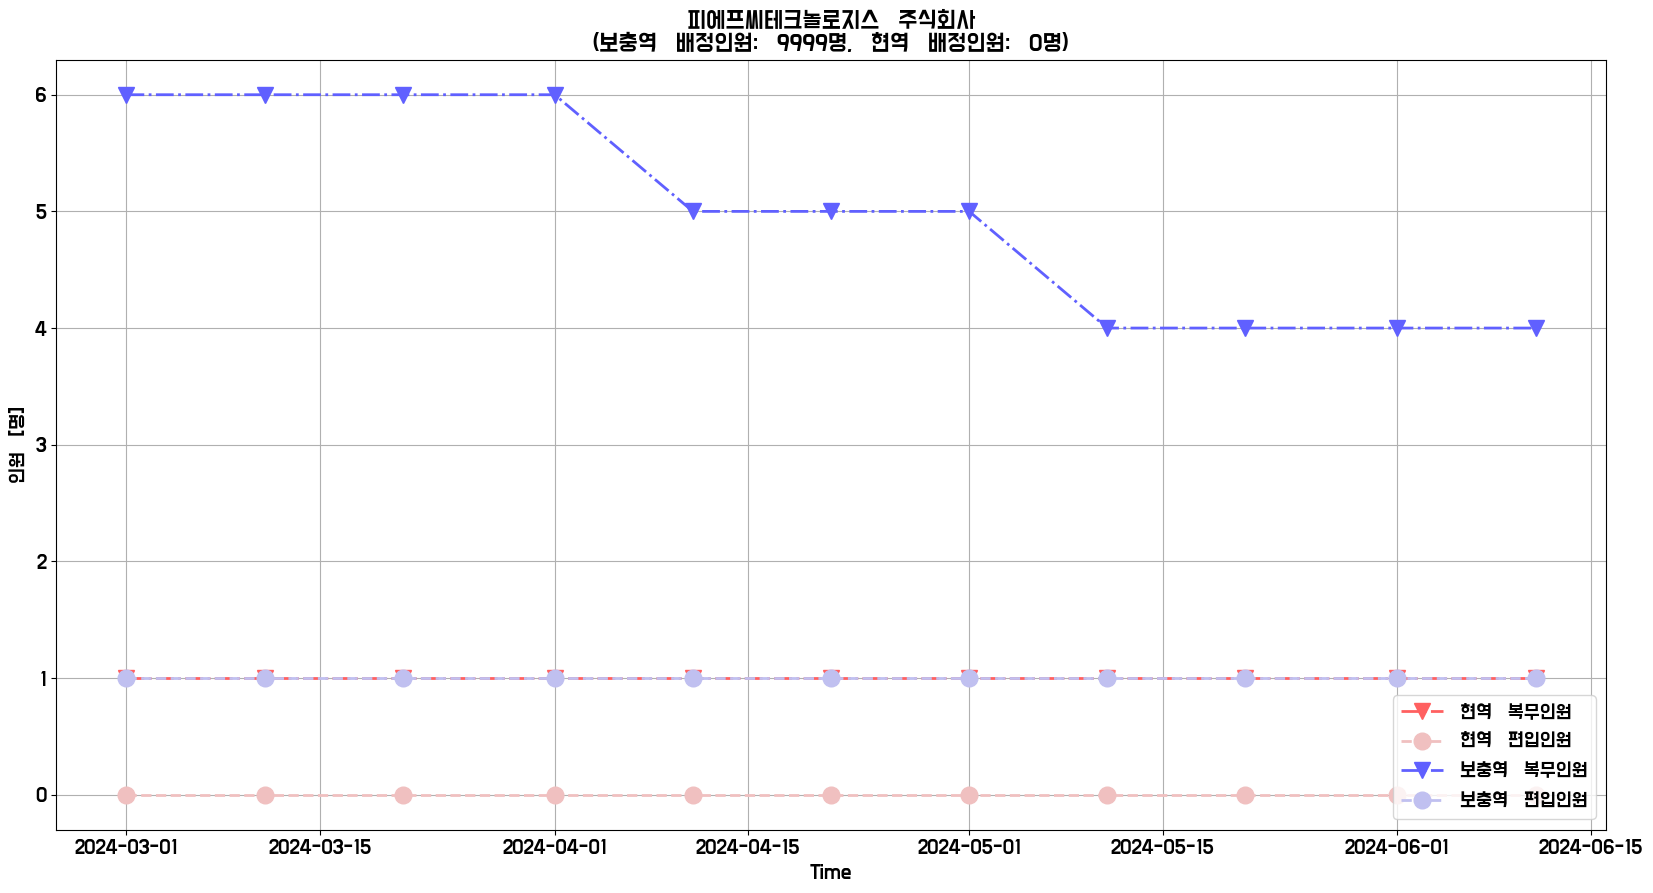 피에프씨테크놀로지스 주식회사
(보충역 배정인원: 9999명, 현역 배정인원: 0명)
6
5
4
3
2
1
0
인원 [명]
2024-03-01 2024-03-15 2024-04-01 2024-04-15 2024-05-01 2024-05-15 2024-06-01 2024-06-15
Time
현역 복무인원
현역 편입인원
보충역 복무인원
보충역 편입인원